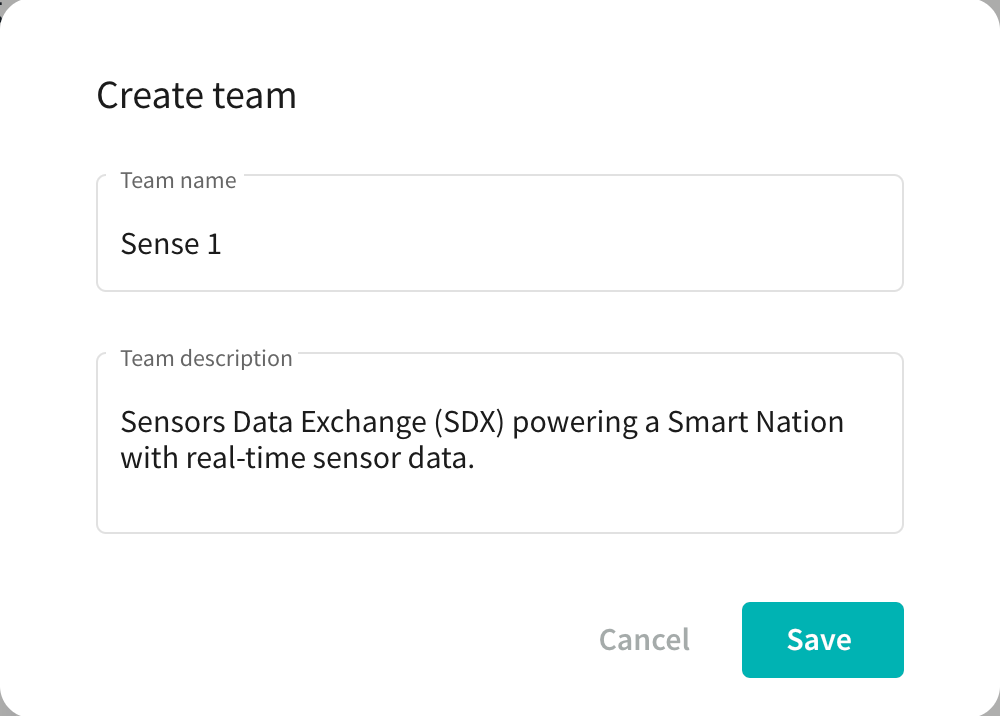 Create team
Team name
Sense 1
Team description
Sensors Data Exchange (SDX) powering a Smart Nation
with real-time sensor data.
Cancel
Save